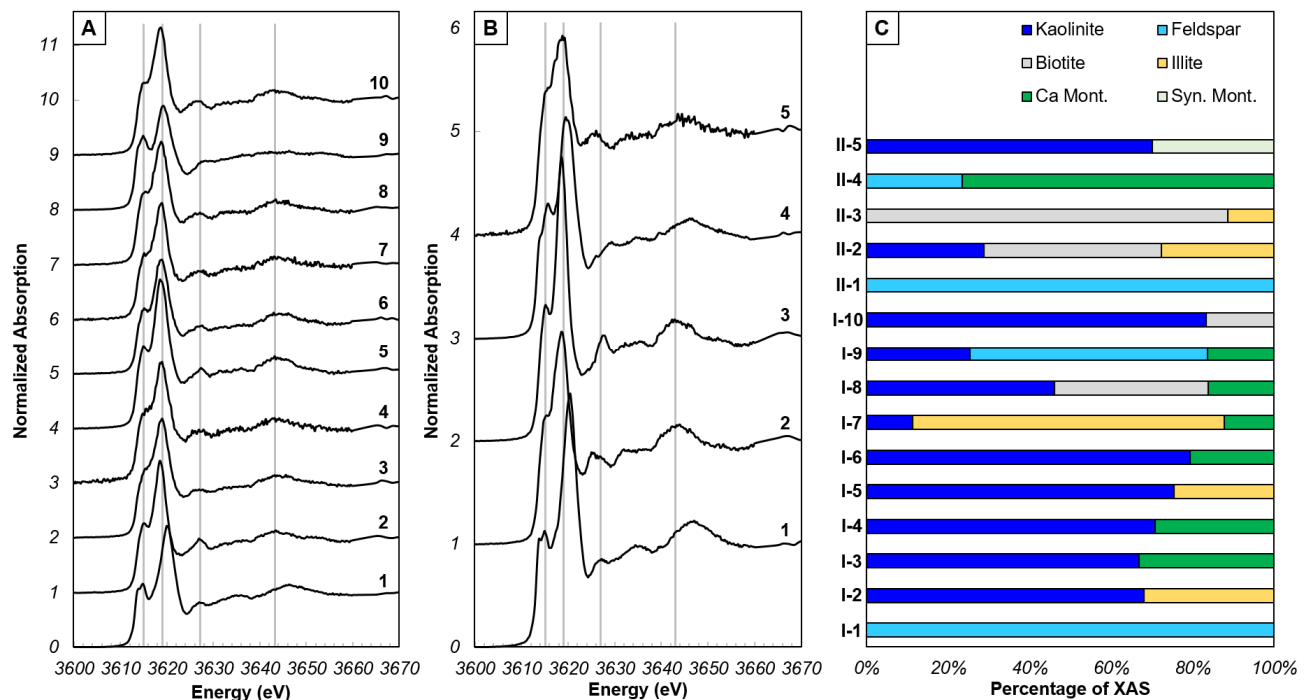 A
Normalized Absorption
11
10
9
8
7
6
5
4
3
2
1
0
10
9
8
7
6
5
4
3
2
1
3600 3610 3620 3630 3640 3650 3660 3670
Energy (eV)
B
Normalized Absorption
6
5
4
3
2
1
0
5
4
3
2
1
3600 3610 3620 3630 3640 3650 3660 3670
Energy (eV)
C
Kaolinite Feldspar
Biotite Illite
Ca Mont. Syn. Mont.
II-5
II-4
II-3
II-2
II-1
I-10
I-9
I-8
I-7
I-6
I-5
I-4
I-3
I-2
I-1
0% 20% 40% 60% 80% 100%
Percentage of XAS